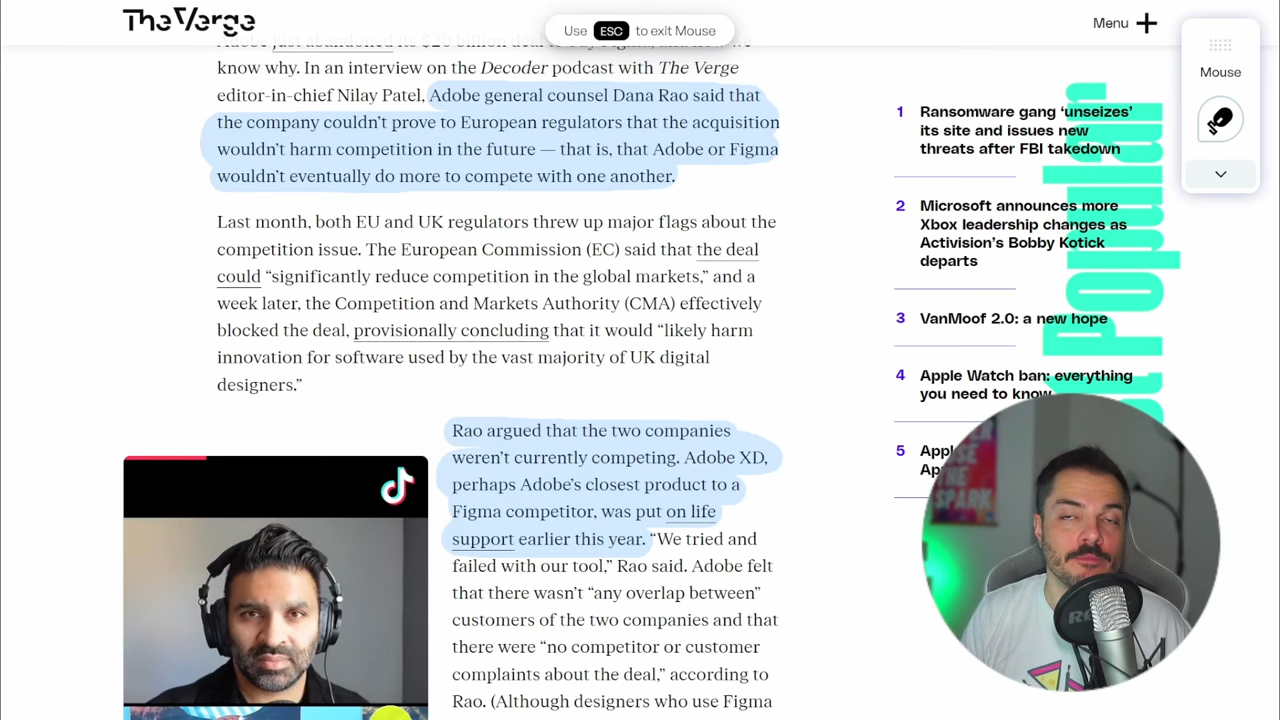 The Verge
Use ESC to exit Mouse
Menu
Mouse
know why. In an interview on the Decoder podcast with The Verge
editor-in-chief Nilay Patel, Adobe general counsel Dana Rao said that
the company couldn't prove to European regulators that the acquisition
wouldn't harm competition in the future — that is, that Adobe or Figma
wouldn't eventually do more to compete with one another.
Last month, both EU and UK regulators threw up major flags about the
competition issue. The European Commission (EC) said that the deal
could “significantly reduce competition in the global markets,” and a
week later, the Competition and Markets Authority (CMA) effectively
blocked the deal, provisionally concluding that it would “likely harm
innovation for software used by the vast majority of UK digital
designers.”
Rao argued that the two companies
weren't currently competing. Adobe XD,
perhaps Adobe's closest product to a
Figma competitor, was put on life
support earlier this year. “We tried and
failed with our tool,” Rao said. Adobe felt
that there wasn't “any overlap between”
customers of the two companies and that
there were “no competitor or customer
complaints about the deal,” according to
Rao. (Although designers who use Figma
1 Ransomware gang ‘unseizes’
its site and issues new
threats after FBI takedown
2 Microsoft announces more
Xbox leadership changes as
Activision's Bobby Kotick
departs
3 VanMoof 2.0: a new hope
4 Apple Watch ban: everything
you need to know
5
Popular
SE
THE
SPARK